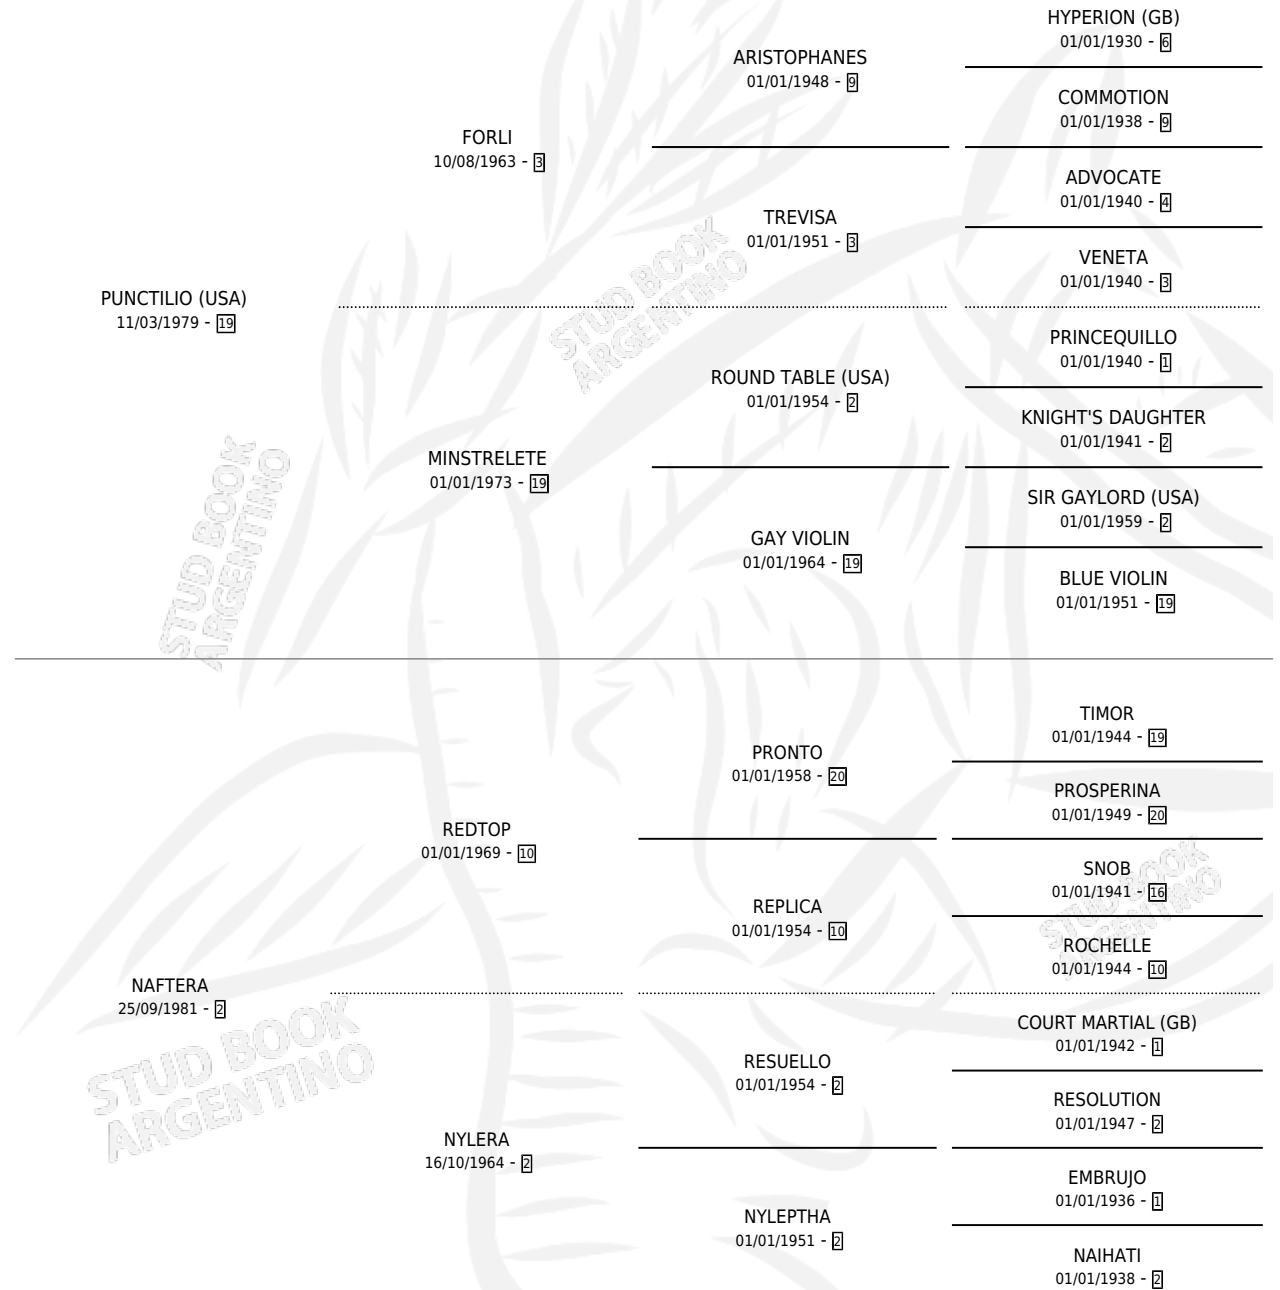 HYPERION (GB)
01/01/1930 - 6
ARISTOPHANES
01/01/1948 - 9
COMMOTION
01/01/1938 - 9
FORLI
10/08/1963 - 3
ADVOCATE
01/01/1940 - 4
TREVISA
01/01/1951 - 3
VENETA
01/01/1940 - 3
PUNCTILIO (USA)
11/03/1979 - 19
PRINCEQUILLO
01/01/1940 - 1
ROUND TABLE (USA)
01/01/1954 - 2
KNIGHT'S DAUGHTER
01/01/1941 - 2
MINSTRELETE
01/01/1973 - 19
SIR GAYLORD (USA)
01/01/1959 - 2
GAY VIOLIN
01/01/1964 - 19
BLUE VIOLIN
01/01/1951 - 19
TIMOR
01/01/1944 - 19
PRONTO
01/01/1958 - 20
PROSPERINA
01/01/1949 - 20
REDTOP
01/01/1969 - 10
SNOB
01/01/1941 - 16
REPLICA
01/01/1954 - 10
ROCHELLE
01/01/1944 - 10
NAFTERA
25/09/1981 - 2
COURT MARTIAL (GB)
01/01/1942 - 1
RESUELLO
01/01/1954 - 2
RESOLUTION
01/01/1947 - 2
NYLERA
16/10/1964 - 2
EMBRUJO
01/01/1936 - 1
NYLEPTHA
01/01/1951 - 2
NAIHATI
01/01/1938 - 2
STUD BOOK
ARGENTINO
STUD BOOK
ARGENTINO
STUD BOOK
ARGENTINO
STUD BOOK
ARGENTINO